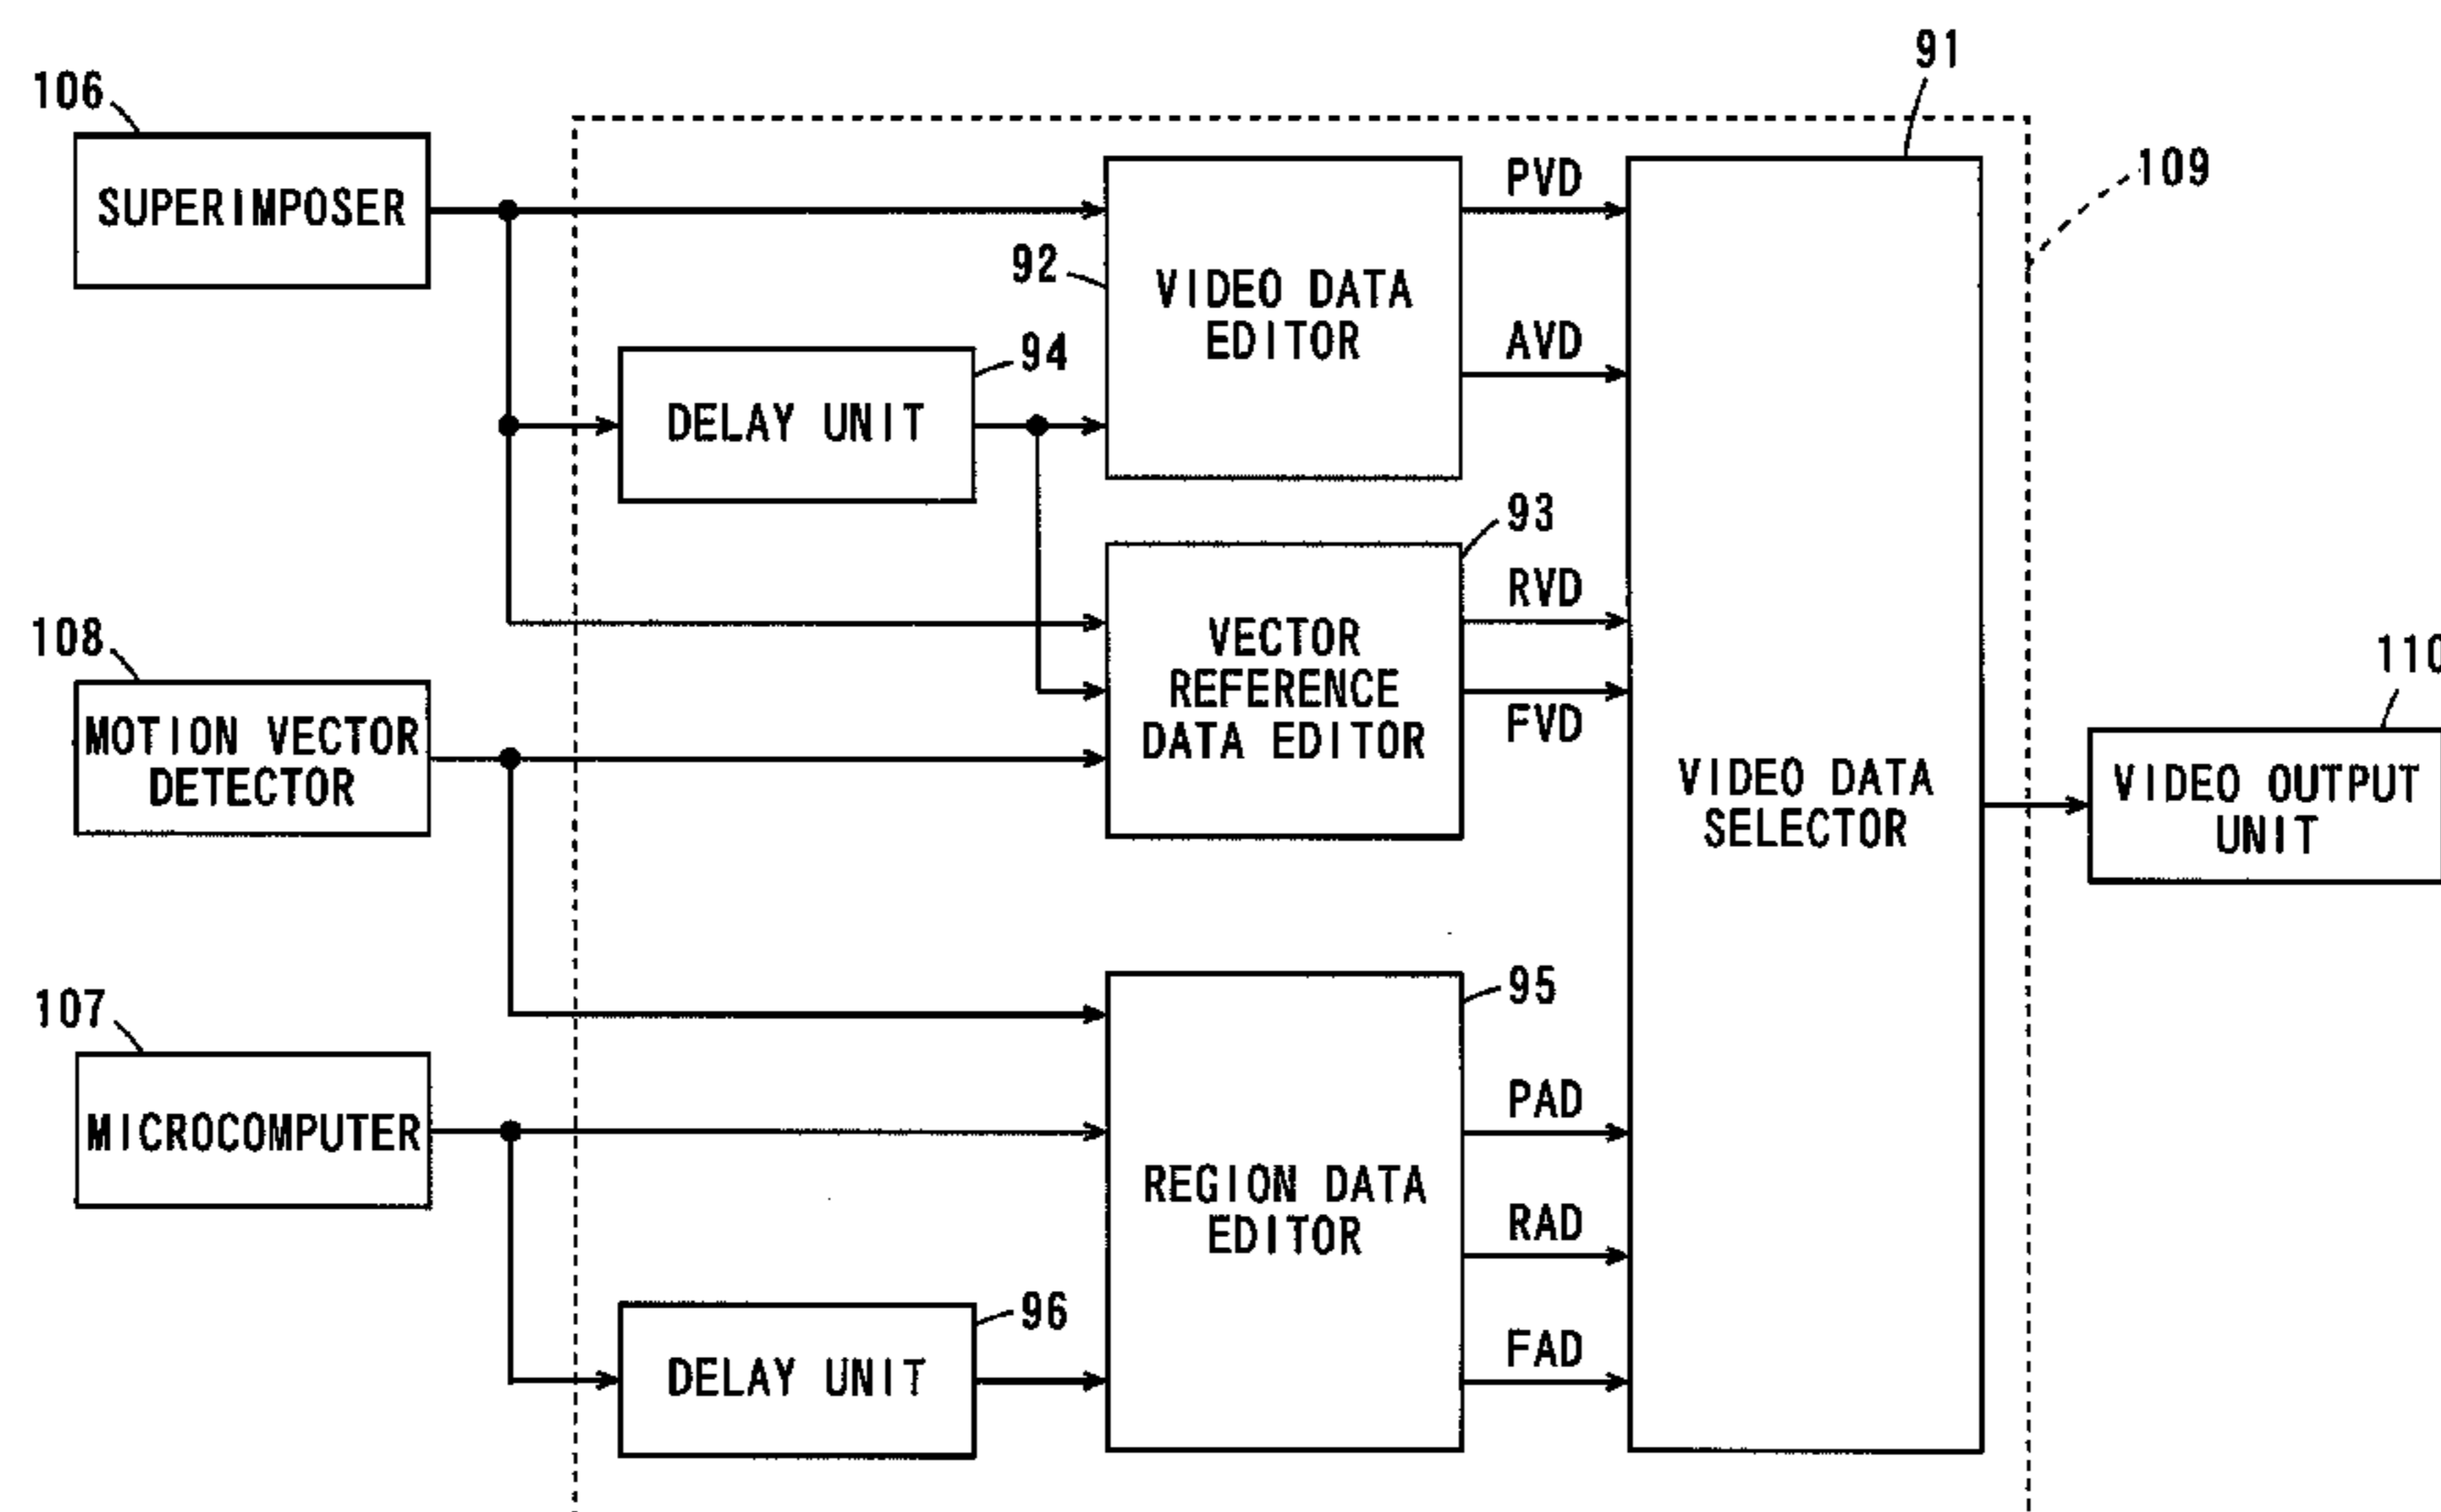 91
106
109
SUPERIMPOSER
PVD
92
VIDEO DATA
EDITOR
AVD
94
DELAY UNIT
93
RVD
VECTOR
REFERENCE
DATA EDITOR
FVD
108
MOTION VECTOR
DETECTOR
VIDEO DATA
SELECTOR
110
VIDEO OUTPUT
UNIT
107
MICROCOMPUTER
95
PAD
REGION DATA
EDITOR
RAD
96
DELAY UNIT
FAD